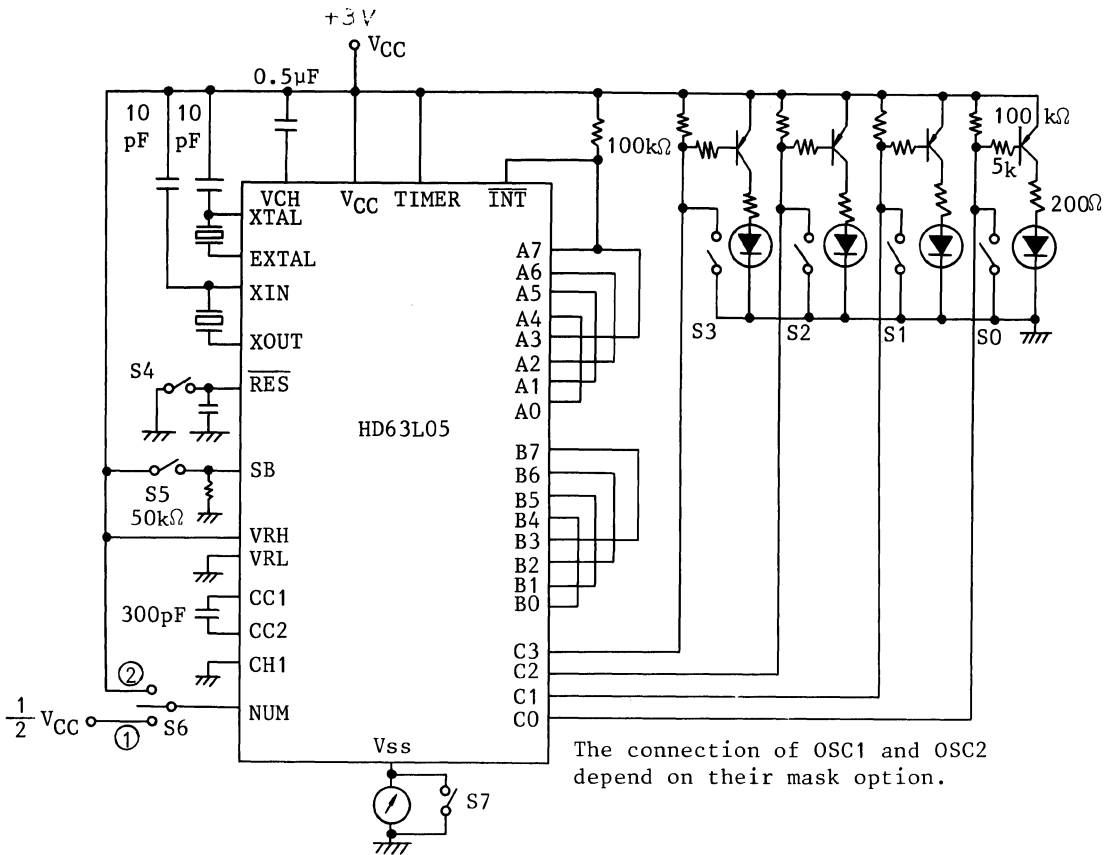 +3V
VCC
0.5μF
10 pF
10 pF
100kΩ
100 kΩ
5k
200Ω
VCH
VCC
TIMER
INT
XTAL
EXTAL
XIN
XOUT
RES
SB
VRH
VRL
CC1
CC2
CH1
NUM
Vss
HD63L05
A7
A6
A5
A4
A3
A2
A1
A0
B7
B6
B5
B4
B3
B2
B1
B0
C3
C2
C1
C0
S3
S2
S1
S0
S4
S5
50kΩ
300pF
②
1/2 VCC
①
S6
S7
The connection of OSC1 and OSC2
depend on their mask option.